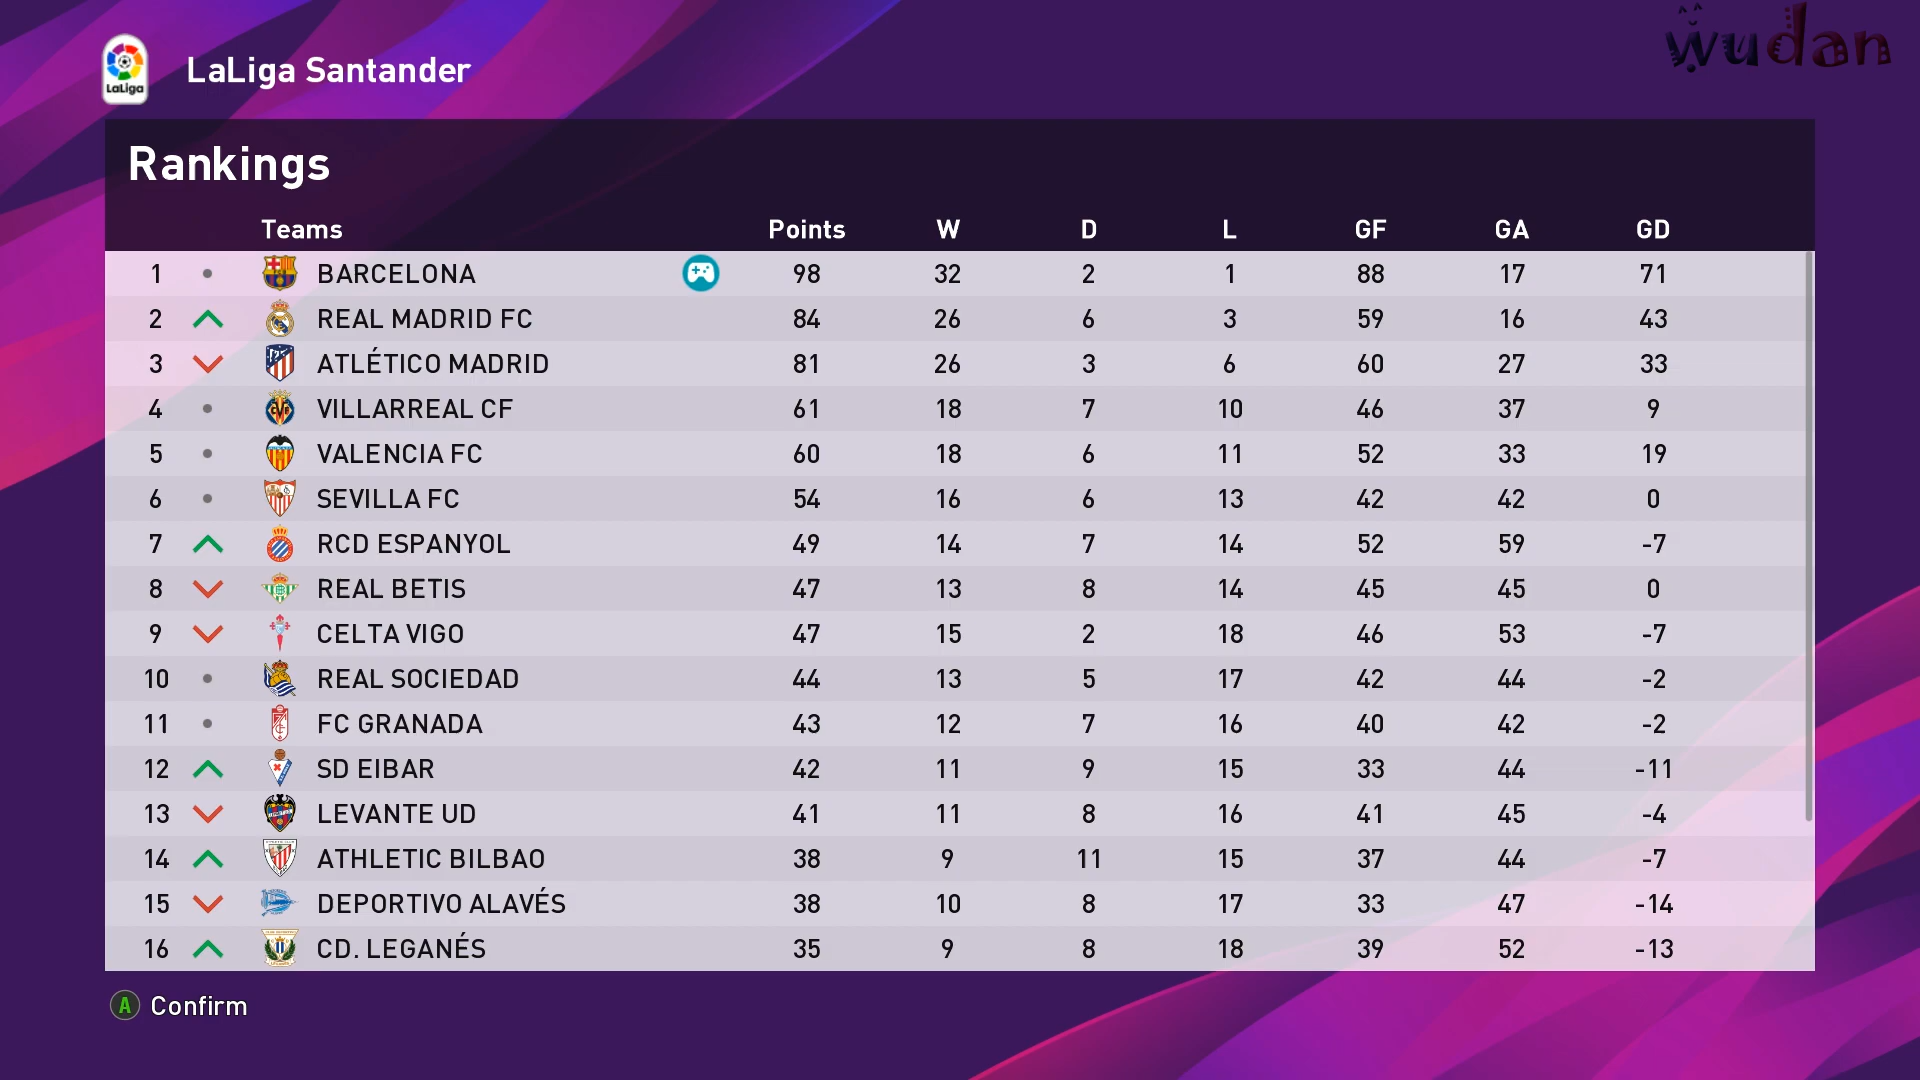 wudan
LaLiga
LaLiga Santander
Rankings
Teams Points W D L GF GA GD
1 BARCELONA 98 32 2 1 88 17 71
2 REAL MADRID FC 84 26 6 3 59 16 43
3 ATLÉTICO MADRID 81 26 3 6 60 27 33
4 VILLARREAL CF 61 18 7 10 46 37 9
5 VALENCIA FC 60 18 6 11 52 33 19
6 SEVILLA FC 54 16 6 13 42 42 0
7 RCD ESPANYOL 49 14 7 14 52 59 -7
8 REAL BETIS 47 13 8 14 45 45 0
9 CELTA VIGO 47 15 2 18 46 53 -7
10 REAL SOCIEDAD 44 13 5 17 42 44 -2
11 FC GRANADA 43 12 7 16 40 42 -2
12 SD EIBAR 42 11 9 15 33 44 -11
13 LEVANTE UD 41 11 8 16 41 45 -4
14 ATHLETIC BILBAO 38 9 11 15 37 44 -7
15 DEPORTIVO ALAVÉS 38 10 8 17 33 47 -14
16 CD. LEGANÉS 35 9 8 18 39 52 -13
A Confirm